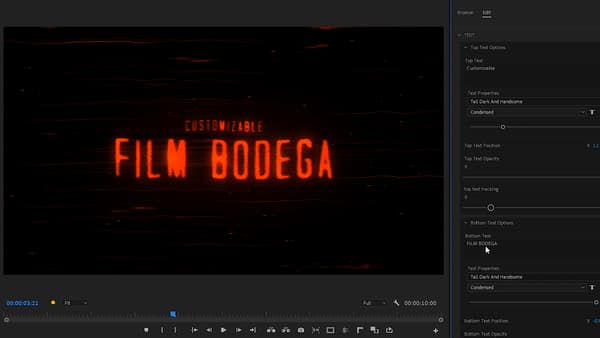 Browse Edit
TEXT
Top Text Options
Top Text
Customizable
CUSTOMIZABLE
FILM BODEGA
Text Properties
Tall Dark And Handsome
Condensed
Top Text Position
Top Text Opacity
Top Text Tracking
0
Bottom Text Options
Bottom Text
FILM BODEGA
Text Properties
Tall Dark And Handsome
Condensed
00:00:03:21 Fit Full 00:00:10:00
Bottom Text Position
Bottom Text Opacity